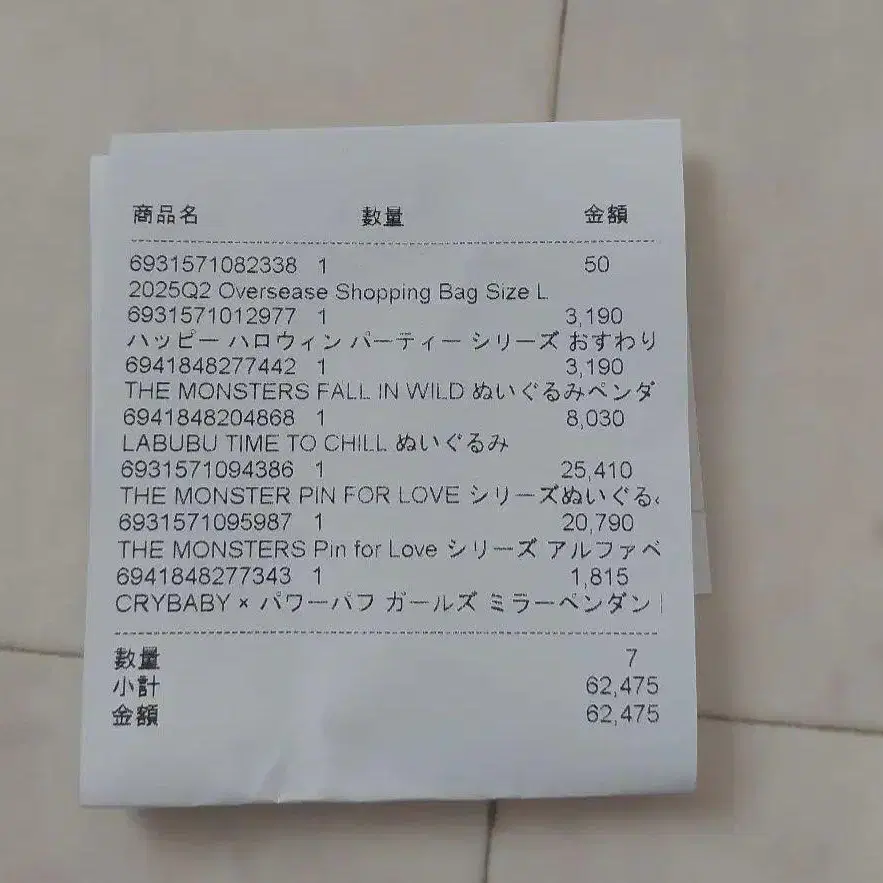 商品名 數量 金額
6931571082338 1 50
2025Q2 Oversease Shopping Bag Size L
6931571012977 1 3,190
ハッピー ハロウィン パーティー シリーズ おすわり
6941848277442 1 3,190
THE MONSTERS FALL IN WILD ぬいぐるみペンダ
6941848204868 1 8,030
LABUBU TIME TO CHILL ぬいぐるみ
6931571094386 1 25,410
THE MONSTER PIN FOR LOVE シリーズぬいぐる
6931571095987 1 20,790
THE MONSTERS Pin for Love シリーズ アルファベ
6941848277343 1 1,815
CRYBABY × パワーパフ ガールズ ミラーペンダント
數量 7
小計 62,475
金額 62,475